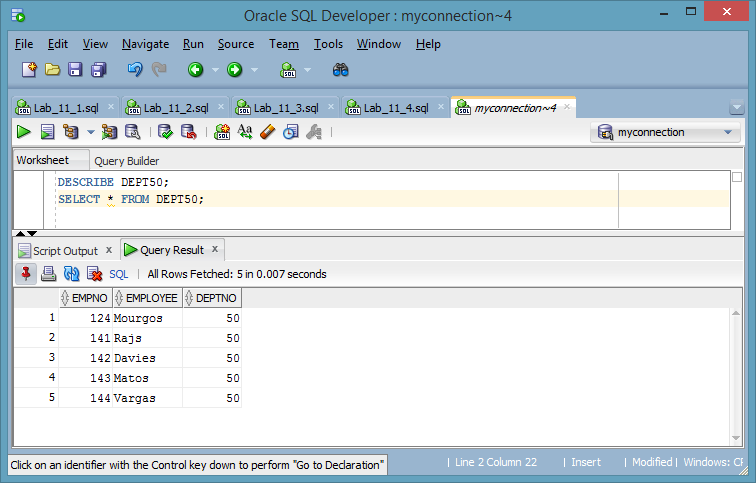 Oracle SQL Developer : myconnection~4
File Edit View Navigate Run Source Team Tools Window Help
Lab_11_1.sql Lab_11_2.sql Lab_11_3.sql Lab_11_4.sql myconnection~4
myconnection
Worksheet Query Builder
DESCRIBE DEPT50;
SELECT * FROM DEPT50;
Script Output Query Result
SQL All Rows Fetched: 5 in 0.007 seconds
EMPNO EMPLOYEE DEPTNO
1 124 Mourgos 50
2 141 Rajs 50
3 142 Davies 50
4 143 Matos 50
5 144 Vargas 50
Click on an identifier with the Control key down to perform "Go to Declaration" Line 2 Column 22 Insert Modified Windows: